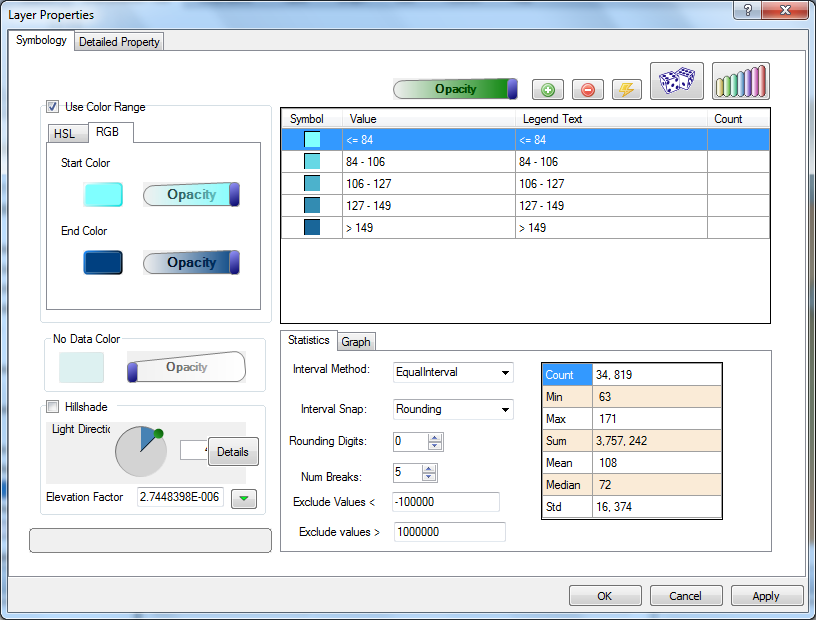 Layer Properties
?
Symbology
Detailed Property
Opacity
Use Color Range
HSL
RGB
Start Color
Opacity
End Color
Opacity
No Data Color
Opacity
Hillshade
Light Directic
Details
Elevation Factor
2.7448398E-006
Symbol Value Legend Text Count
<= 84 <= 84
84 - 106 84 - 106
106 - 127 106 - 127
127 - 149 127 - 149
> 149 > 149
Statistics
Graph
Interval Method: EqualInterval
Interval Snap: Rounding
Rounding Digits: 0
Num Breaks: 5
Exclude Values < -100000
Exclude values > 1000000
Count 34, 819
Min 63
Max 171
Sum 3,757, 242
Mean 108
Median 72
Std 16, 374
OK
Cancel
Apply